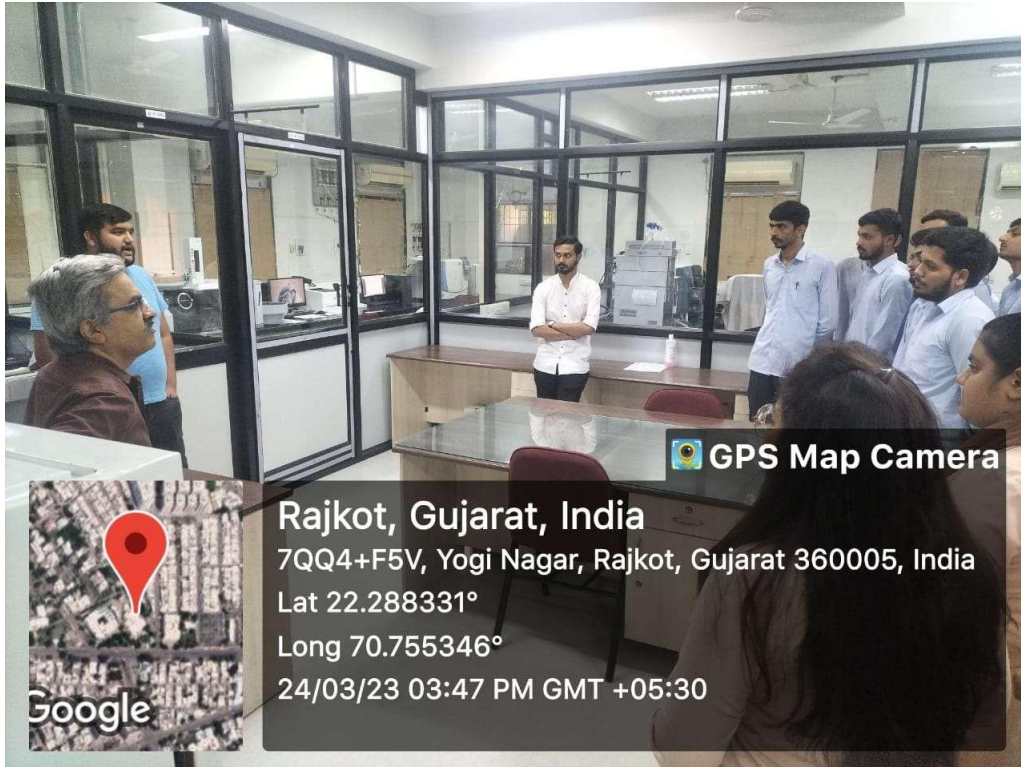 GPS Map Camera
Rajkot, Gujarat, India
7QQ4+F5V, Yogi Nagar, Rajkot, Gujarat 360005, India
Lat 22.288331°
Long 70.755346°
24/03/23 03:47 PM GMT +05:30
Google